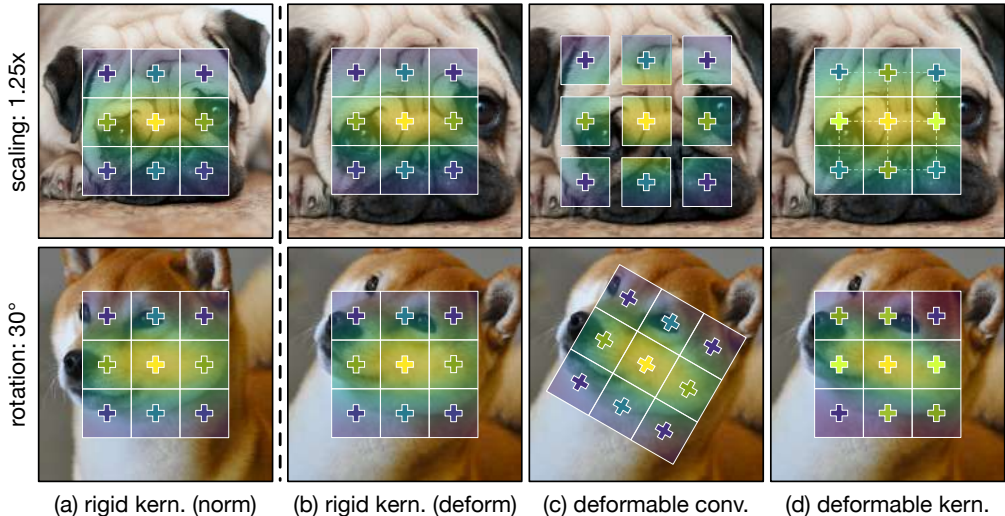 scaling: 1.25x
rotation: 30°
(a) rigid kern. (norm)
(b) rigid kern. (deform)
(c) deformable conv.
(d) deformable kern.